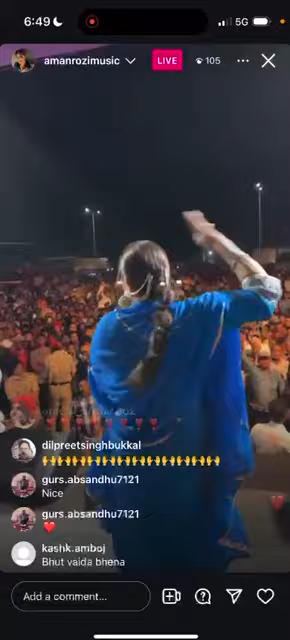 6:49
5G
amanrozimusic
LIVE
105
dilpreetsinghbukkal
gurs.absandhu7121
Nice
gurs.absandhu7121
kashk.amboj
Bhut vaida bhena
Add a comment...